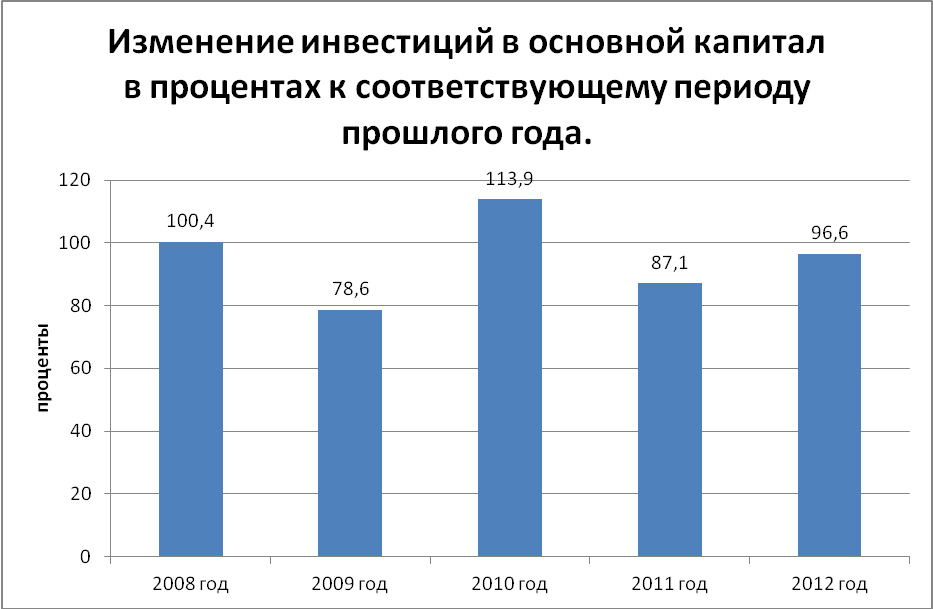 Изменение инвестиций в основной капитал
в процентах к соответствующему периоду
прошлого года.
120
100
80
60
40
20
0
проценты
100,4
78,6
113,9
87,1
96,6
2008 год
2009 год
2010 год
2011 год
2012 год